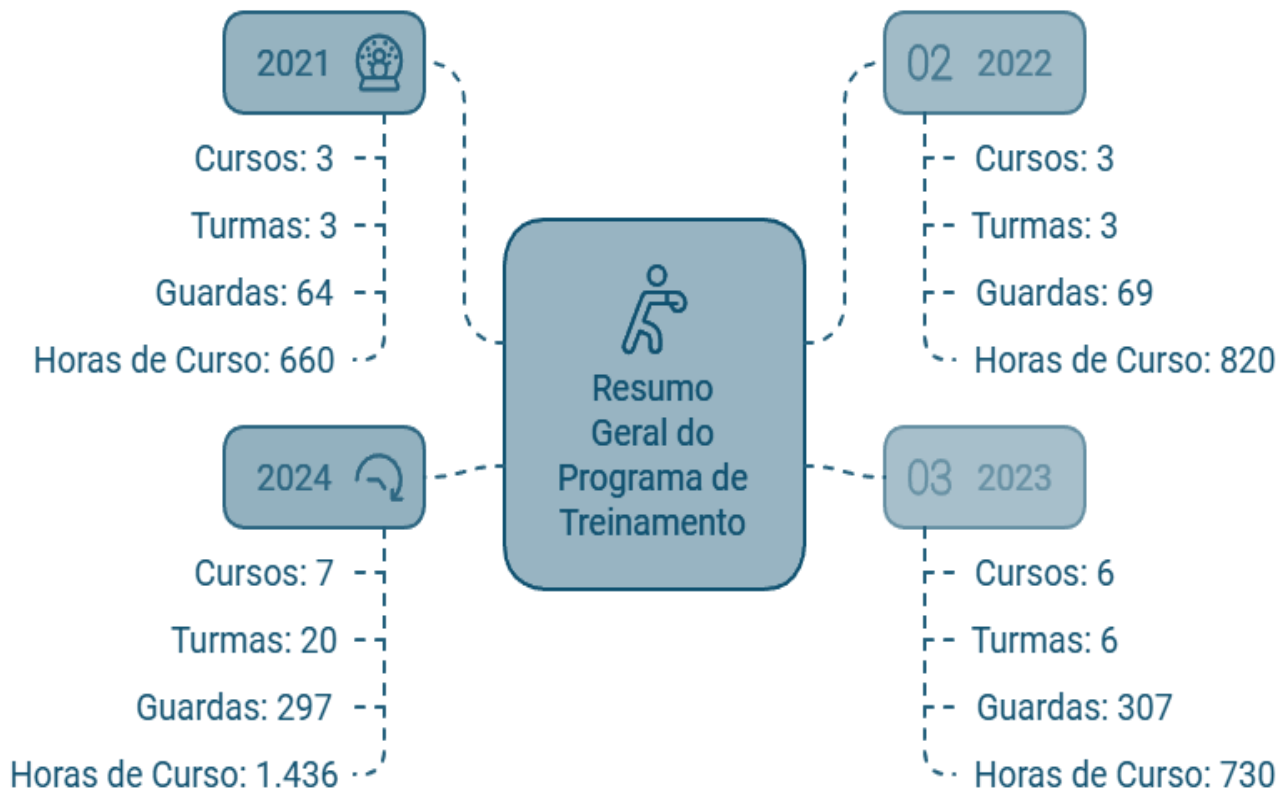 2021
Cursos: 3
Turmas: 3
Guardas: 64
Horas de Curso: 660
02 2022
Cursos: 3
Turmas: 3
Guardas: 69
Horas de Curso: 820
Resumo
Geral do
Programa de
Treinamento
2024
Cursos: 7
Turmas: 20
Guardas: 297
Horas de Curso: 1.436
03 2023
Cursos: 6
Turmas: 6
Guardas: 307
Horas de Curso: 730